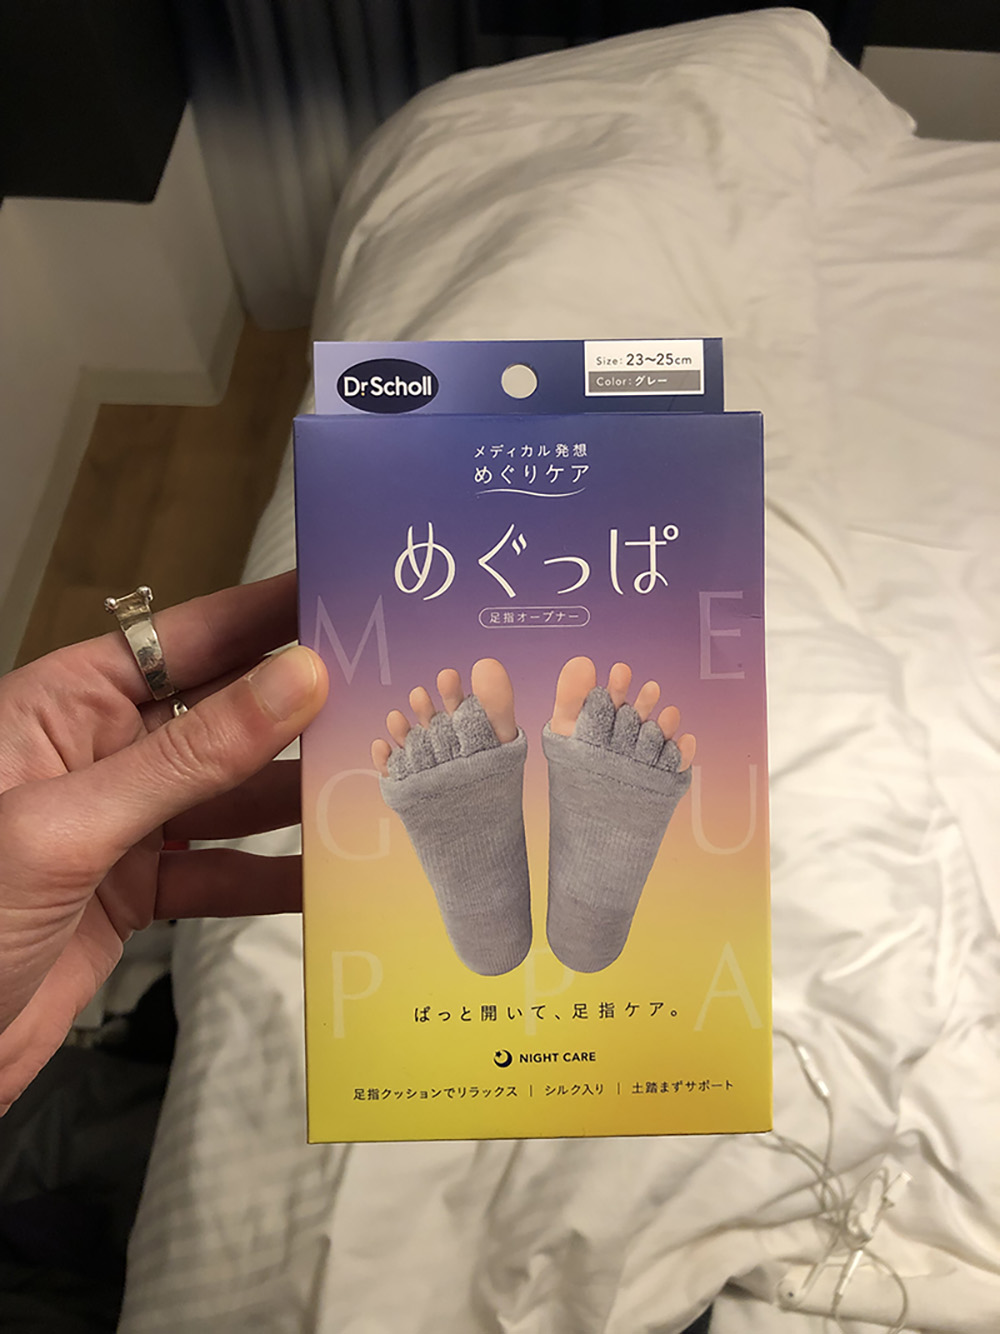 Dr.Scholl
Size: 23〜25cm
Color: グレー
メディカル発想
めぐりケア
めぐっぱ
足指オープナー
M E
G U
P P A
ぱっと開いて、足指ケア。
NIGHT CARE
足指クッションでリラックス | シルク入り | 土踏まずサポート